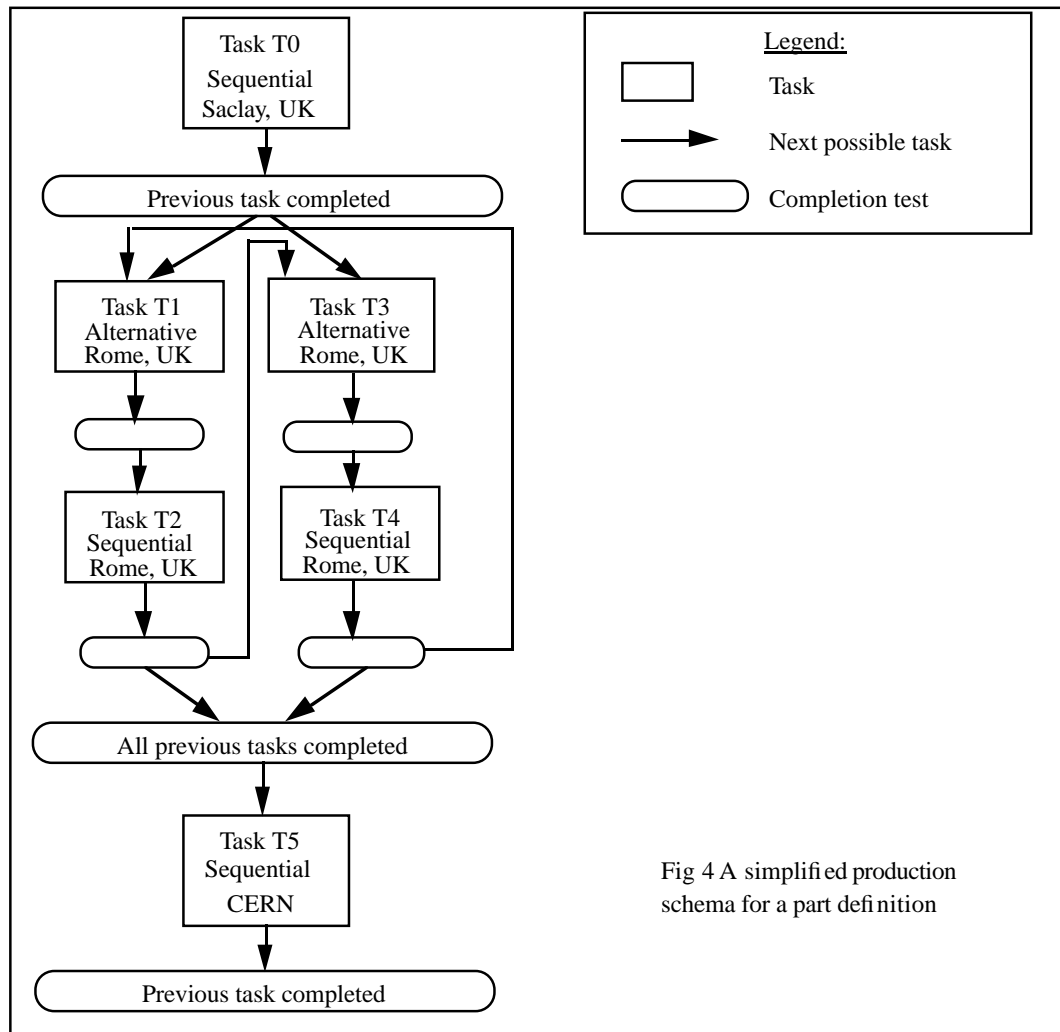 Task T0
Sequential
Saclay, UK
Legend:
Task
Next possible task
Completion test
Previous task completed
Task T1
Alternative
Rome, UK
Task T3
Alternative
Rome, UK
Task T2
Sequential
Rome, UK
Task T4
Sequential
Rome, UK
All previous tasks completed
Task T5
Sequential
CERN
Fig 4 A simplified production
schema for a part definition
Previous task completed